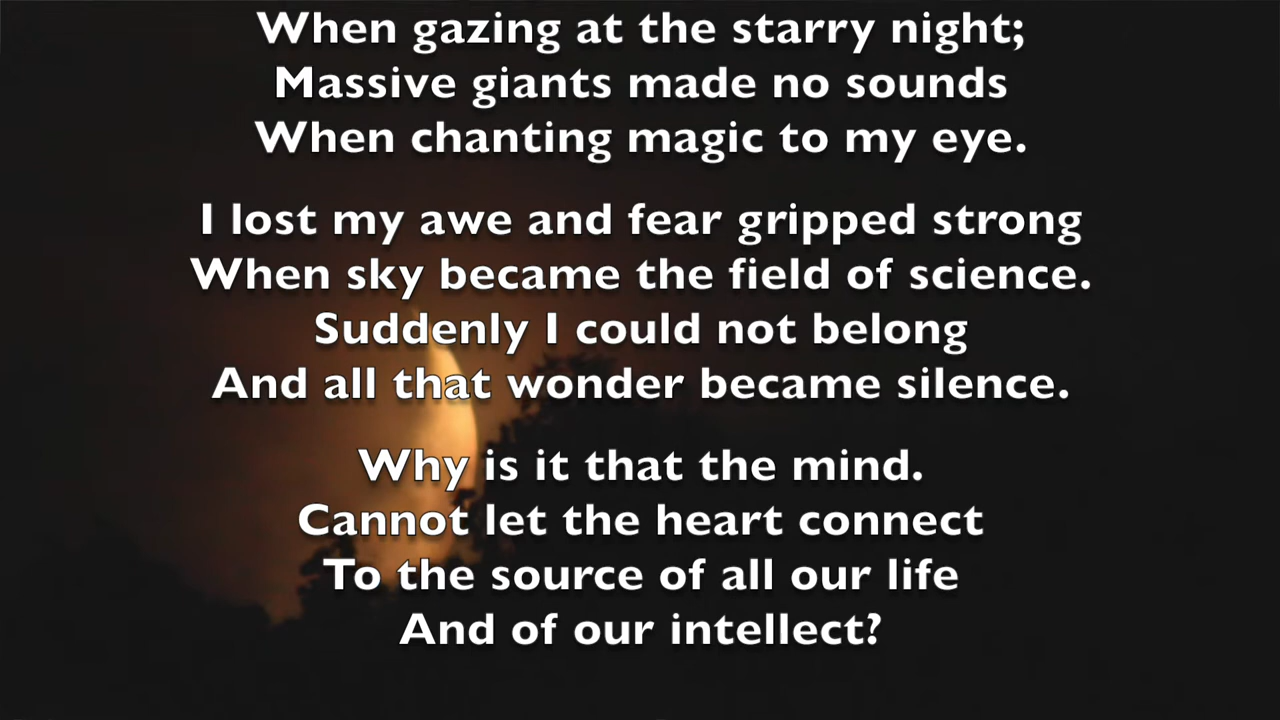 When gazing at the starry night;
Massive giants made no sounds
When chanting magic to my eye.
I lost my awe and fear gripped strong
When sky became the field of science.
Suddenly I could not belong
And all that wonder became silence.
Why is it that the mind.
Cannot let the heart connect
To the source of all our life
And of our intellect?